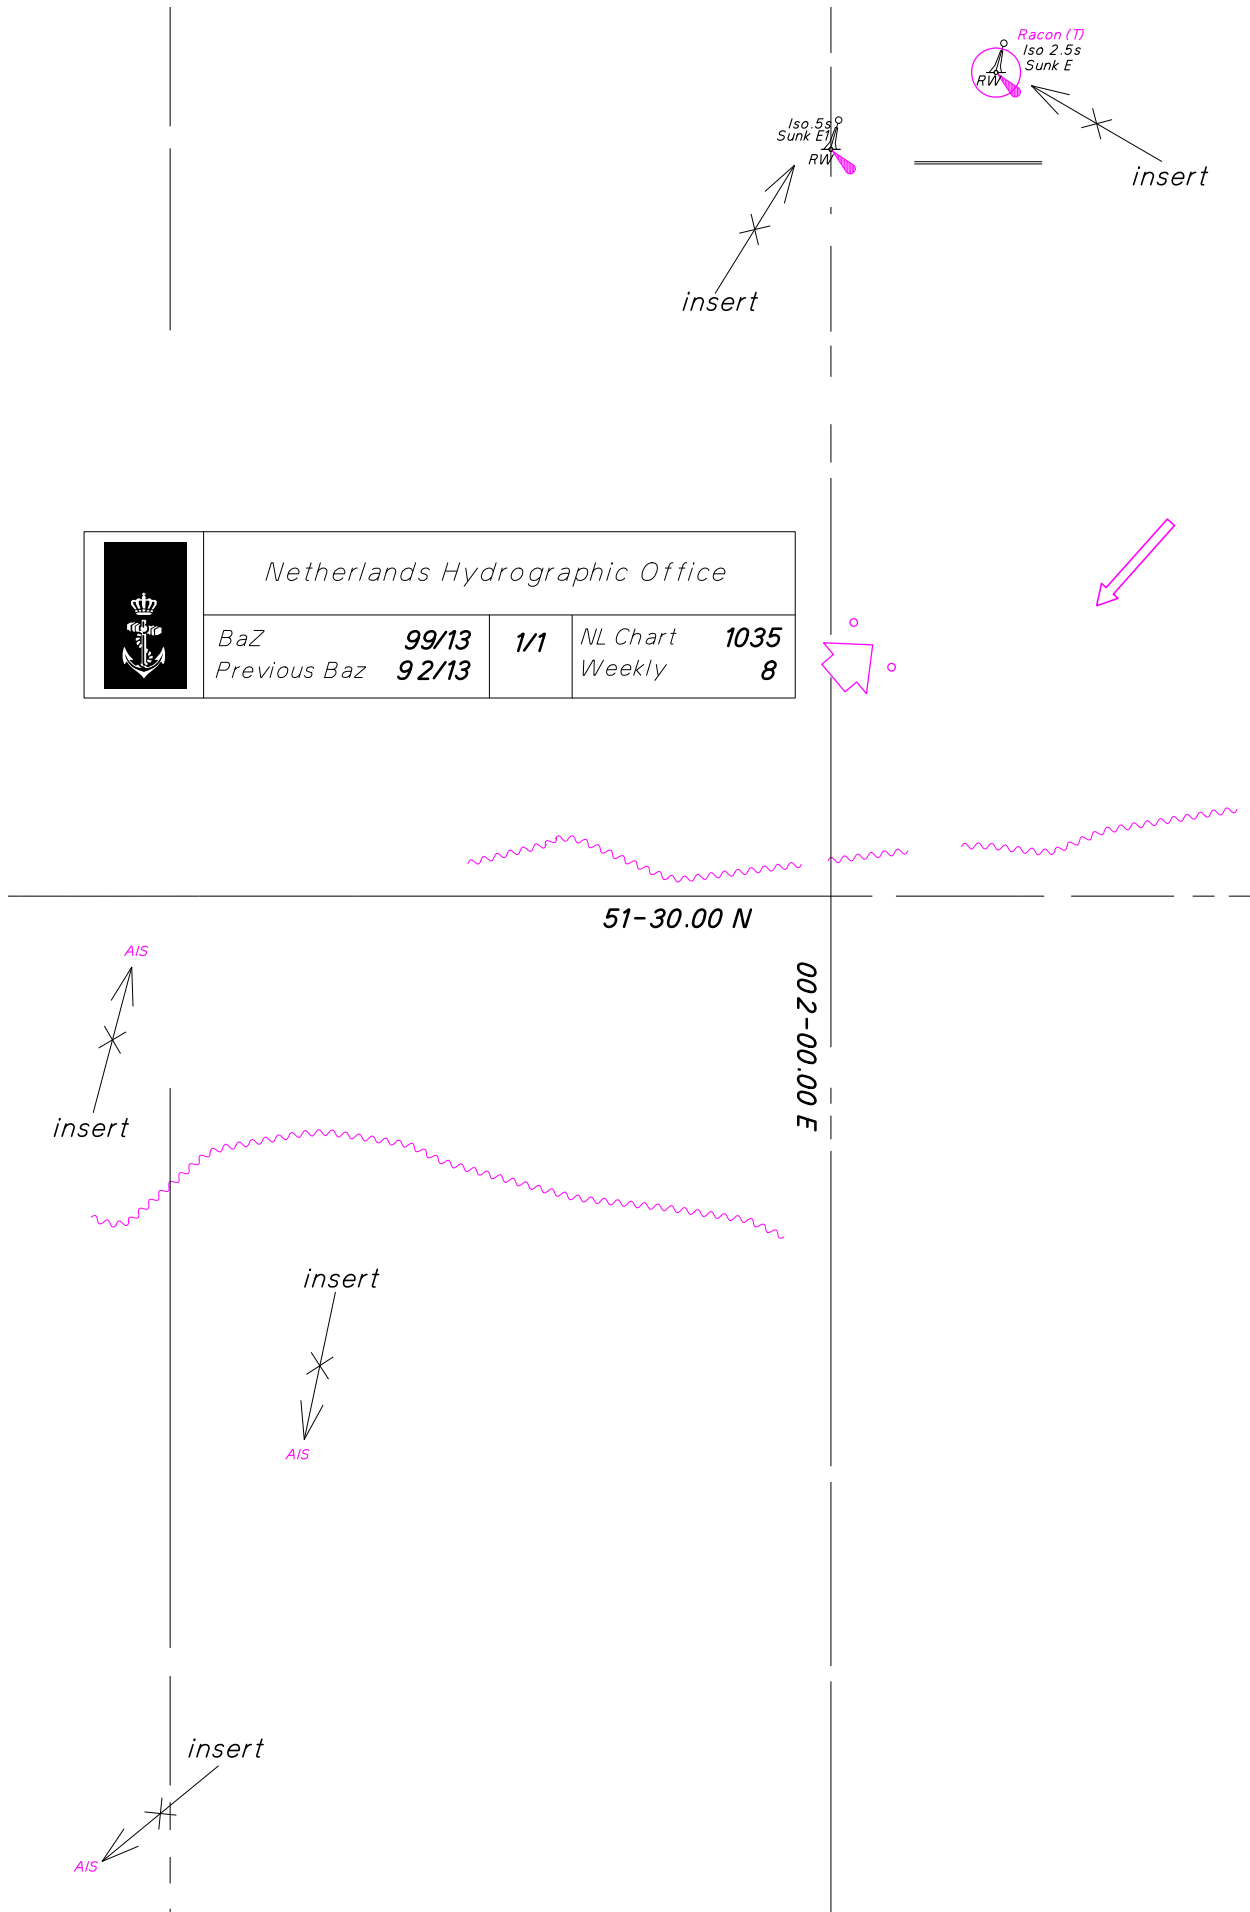 Racon (T)
Iso 2.5s
Sunk E
RW
insert
Iso.5s
Sunk E1
RW
insert
Netherlands Hydrographic Office
BaZ 99/13 1/1 NL Chart 1035
Previous Baz 92/13 Weekly 8
51-30.00 N
002-00.00 E
AIS
insert
insert
AIS
insert
AIS